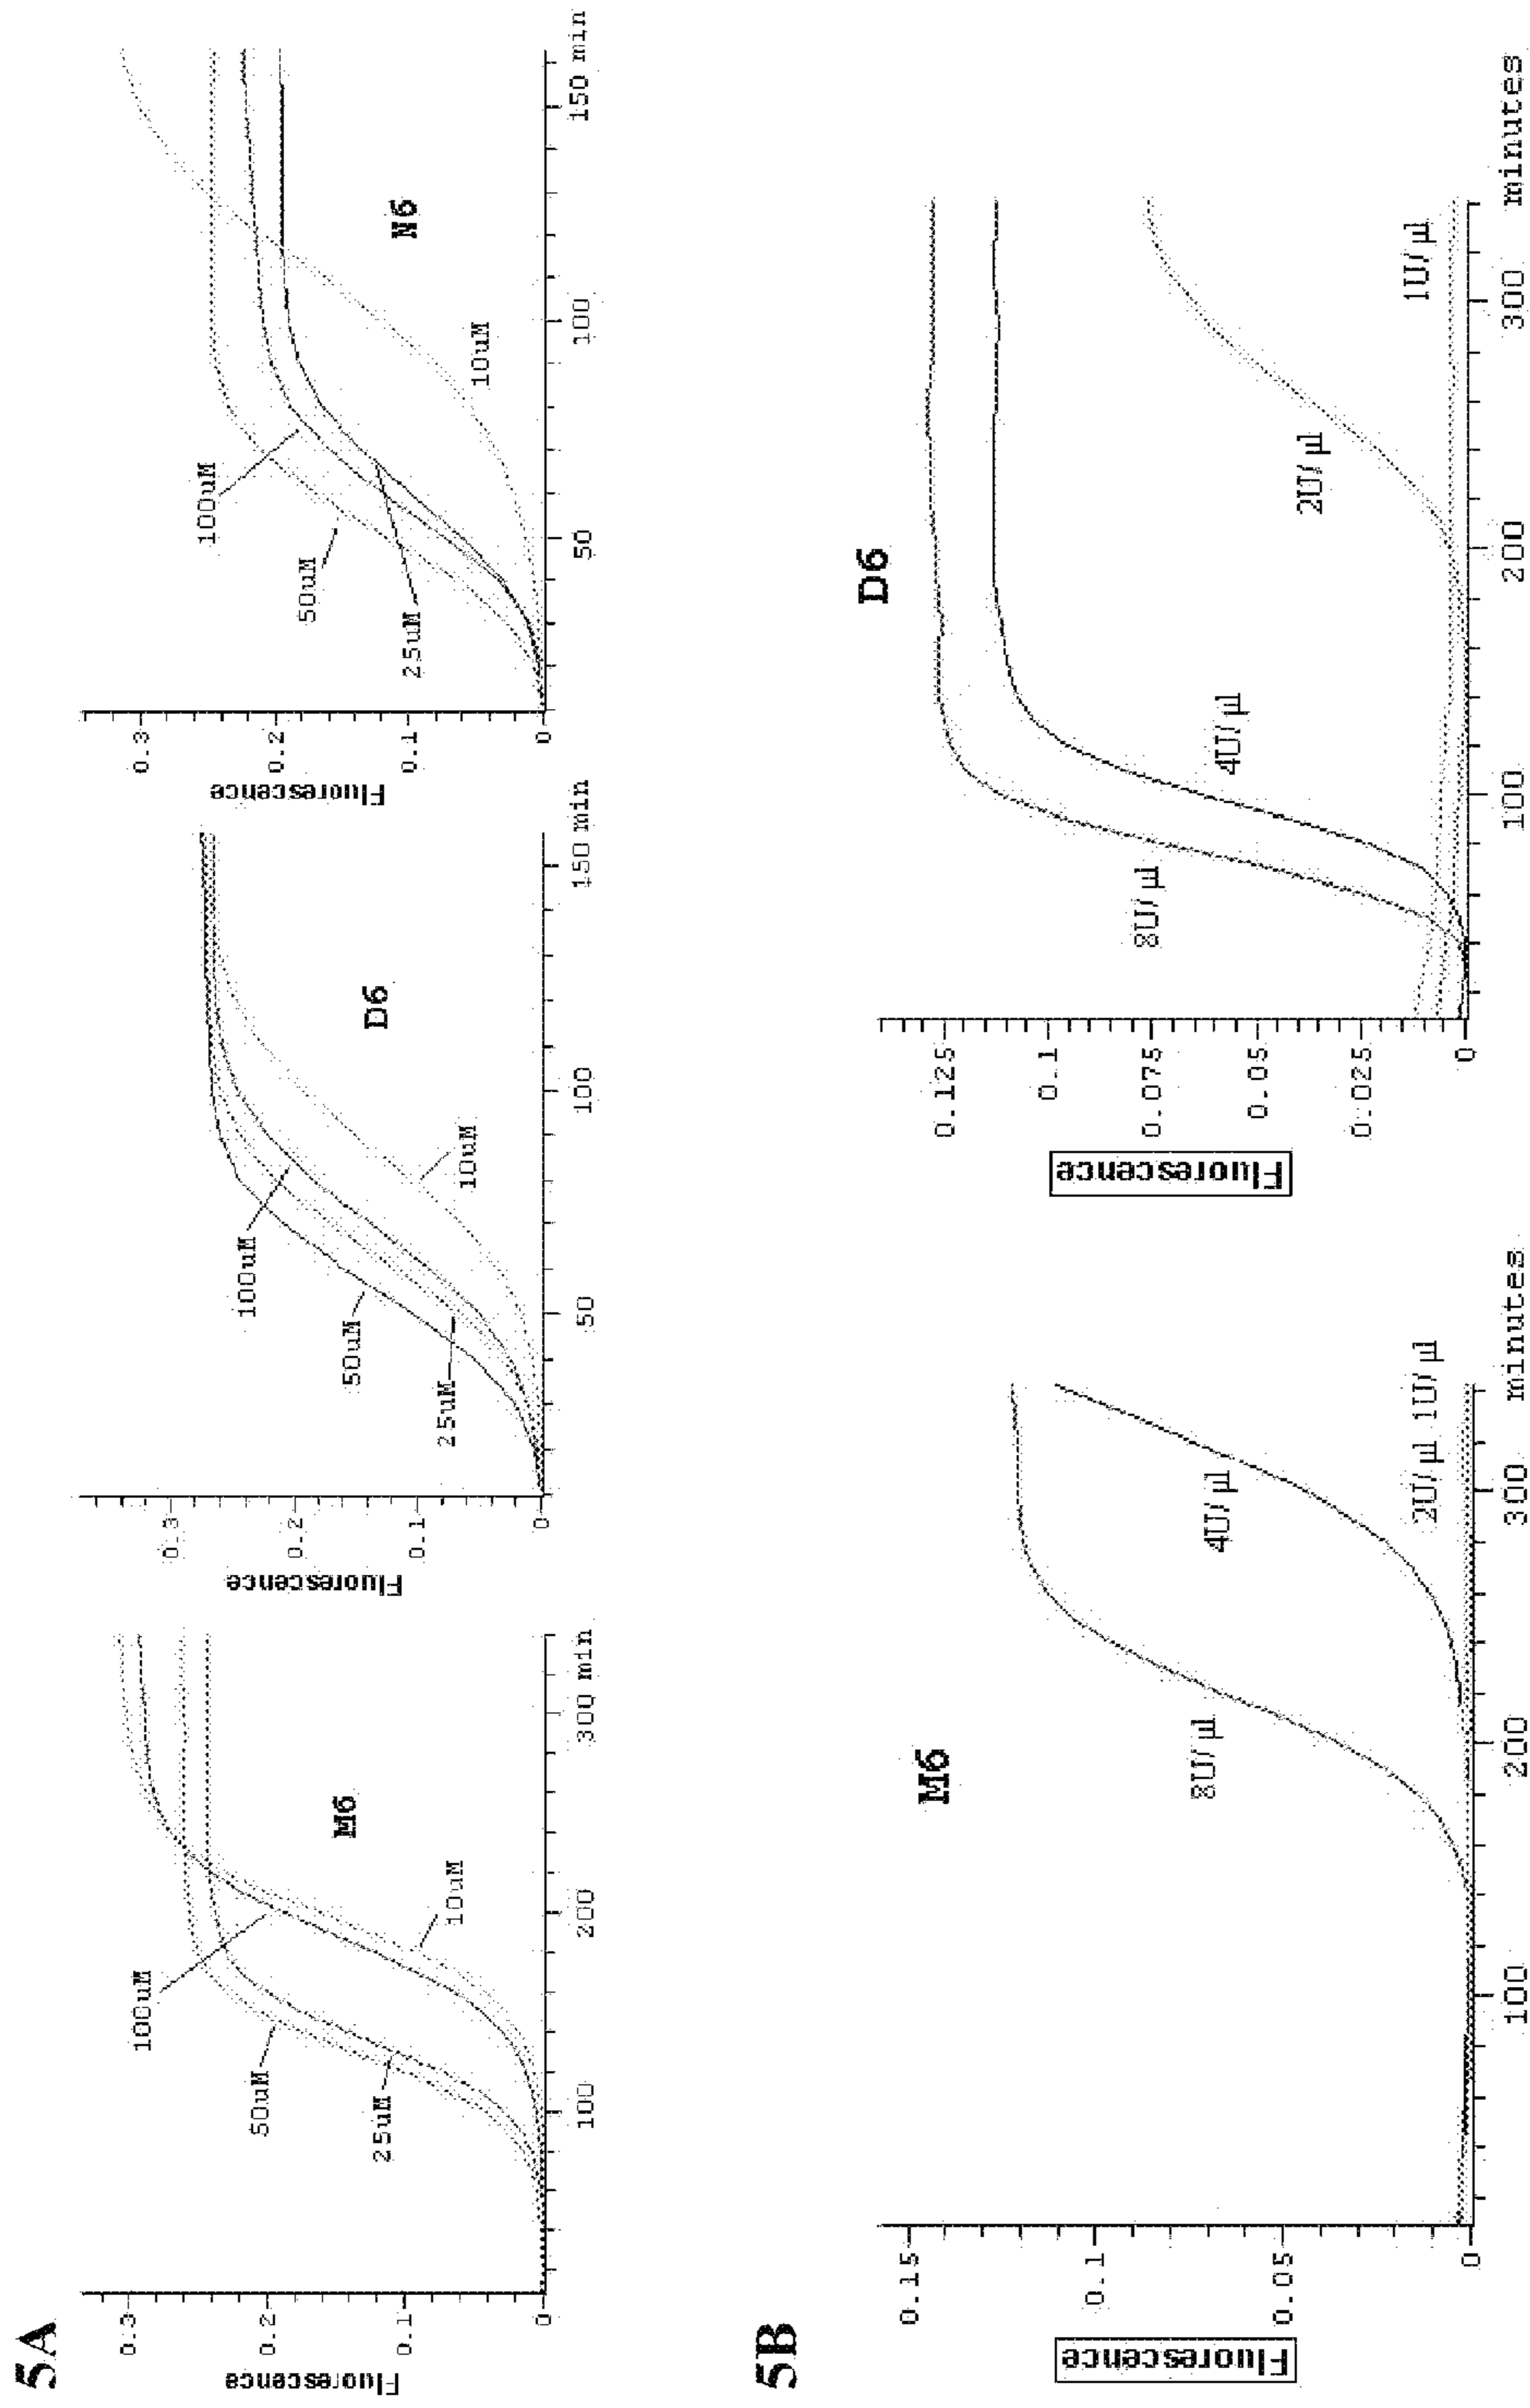 5A
Fluorescence
0.3
0.2
0.1
0
100uM
50uM
25uM
10uM
M6
100
200
300 min
Fluorescence
0.3
0.2
0.1
0
100uM
50uM
25uM
10uM
D6
50
100
150 min
Fluorescence
0.3
0.2
0.1
0
100uM
50uM
25uM
10uM
N6
50
100
150 min
5B
Fluorescence
0.15
0.1
0.05
0
M6
8U/µl
4U/µl
2U/µl 1U/µl
100
200
300
minutes
Fluorescence
0.125
0.1
0.075
0.05
0.025
0
D6
8U/µl
4U/µl
2U/µl
1U/µl
100
200
300
minutes